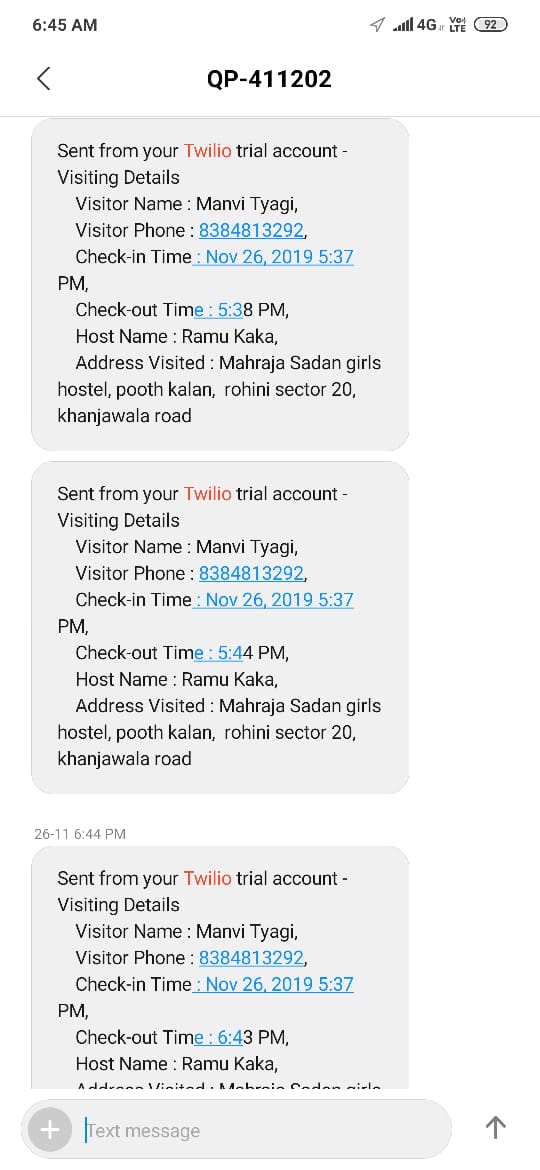 6:45 AM 4G VoLTE 92
QP-411202
Sent from your Twilio trial account -
Visiting Details
Visitor Name : Manvi Tyagi,
Visitor Phone : 8384813292,
Check-in Time : Nov 26, 2019 5:37
PM,
Check-out Time : 5:38 PM,
Host Name : Ramu Kaka,
Address Visited : Mahraja Sadan girls
hostel, pooth kalan, rohini sector 20,
khanjawala road
Sent from your Twilio trial account -
Visiting Details
Visitor Name : Manvi Tyagi,
Visitor Phone : 8384813292,
Check-in Time : Nov 26, 2019 5:37
PM,
Check-out Time : 5:44 PM,
Host Name : Ramu Kaka,
Address Visited : Mahraja Sadan girls
hostel, pooth kalan, rohini sector 20,
khanjawala road
26-11 6:44 PM
Sent from your Twilio trial account -
Visiting Details
Visitor Name : Manvi Tyagi,
Visitor Phone : 8384813292,
Check-in Time : Nov 26, 2019 5:37
PM,
Check-out Time : 6:43 PM,
Host Name : Ramu Kaka,
Address Visited : Mahraja Sadan girls
Text message